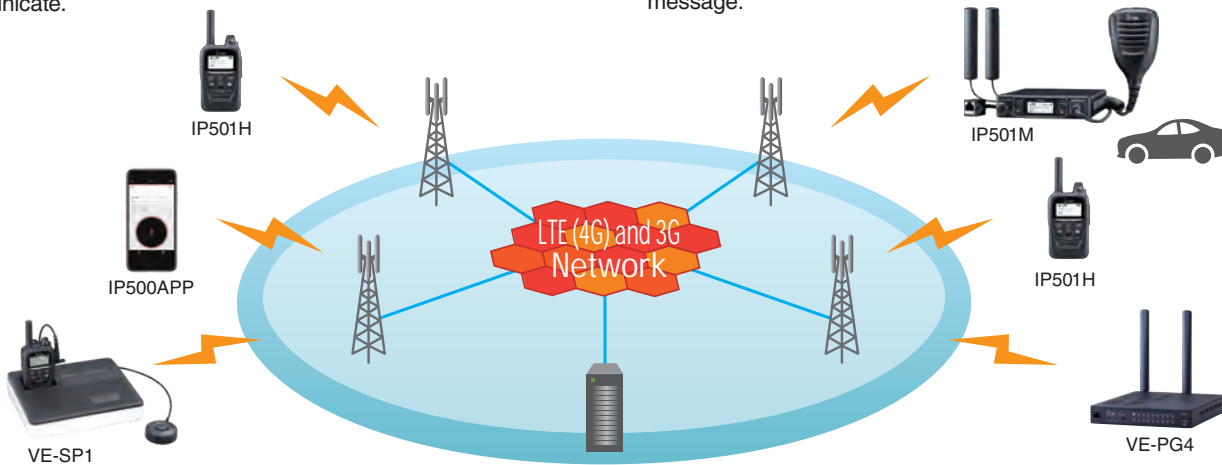 nicate.
message.
IP501H
IP501M
LTE (4G) and 3G
Network
IP500APP
IP501H
VE-SP1
VE-PG4